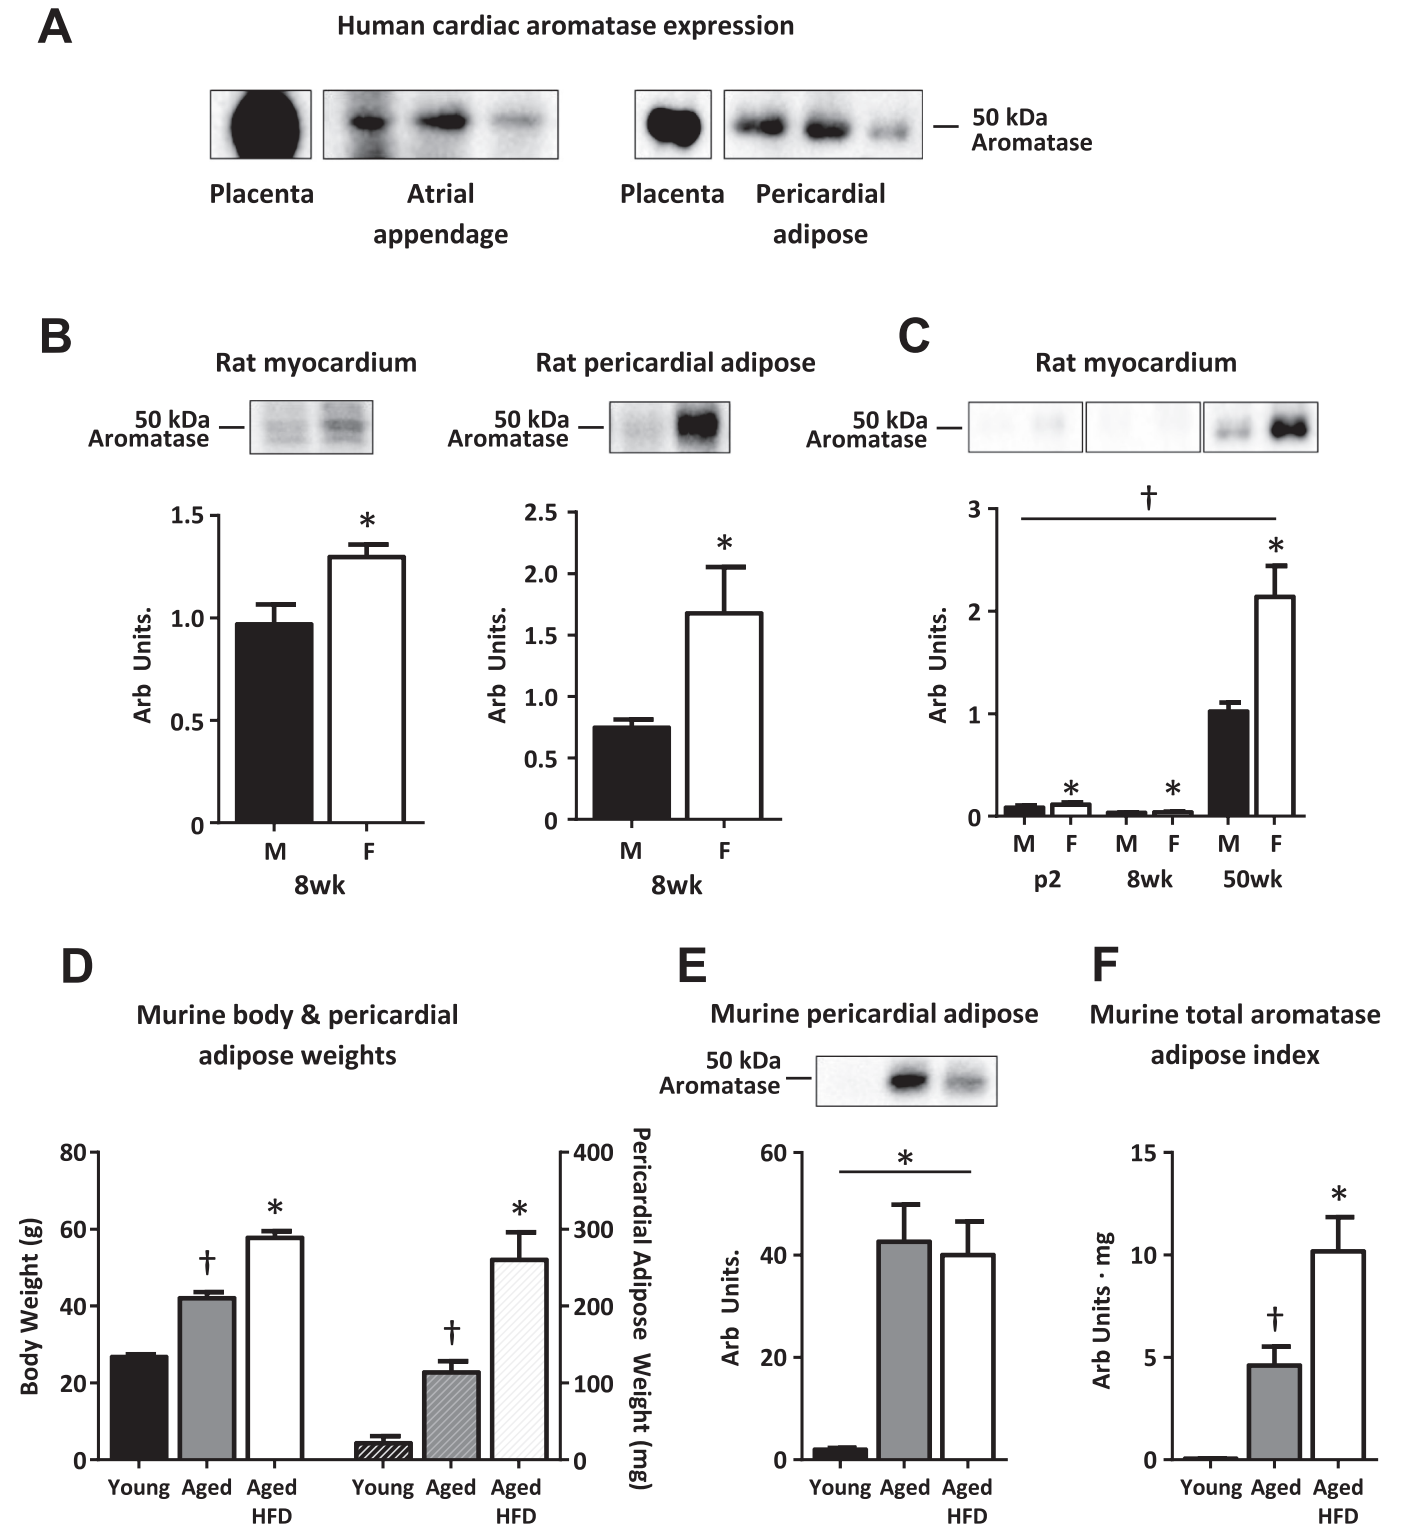 A
Human cardiac aromatase expression
50 kDa
Aromatase
Placenta
Atrial
appendage
Placenta
Pericardial
adipose
B
Rat myocardium
50 kDa
Aromatase
1.5
1.0
0.5
0
Arb Units.
*
M
F
8wk
Rat pericardial adipose
50 kDa
Aromatase
2.5
2.0
1.5
1.0
0.5
0
Arb Units.
*
M
F
8wk
C
Rat myocardium
50 kDa
Aromatase
†
3
2
1
0
Arb Units.
*
*
*
M F M F M F
p2 8wk 50wk
D
Murine body & pericardial
adipose weights
80
60
40
20
0
Body Weight (g)
†
*
†
*
400
300
200
100
0
Pericardial Adipose Weight (mg)
Young Aged Aged
HFD
Young Aged Aged
HFD
E
Murine pericardial adipose
50 kDa
Aromatase
60
40
20
0
Arb Units.
*
Young Aged Aged
HFD
F
Murine total aromatase
adipose index
15
10
5
0
Arb Units · mg
†
*
Young Aged Aged
HFD